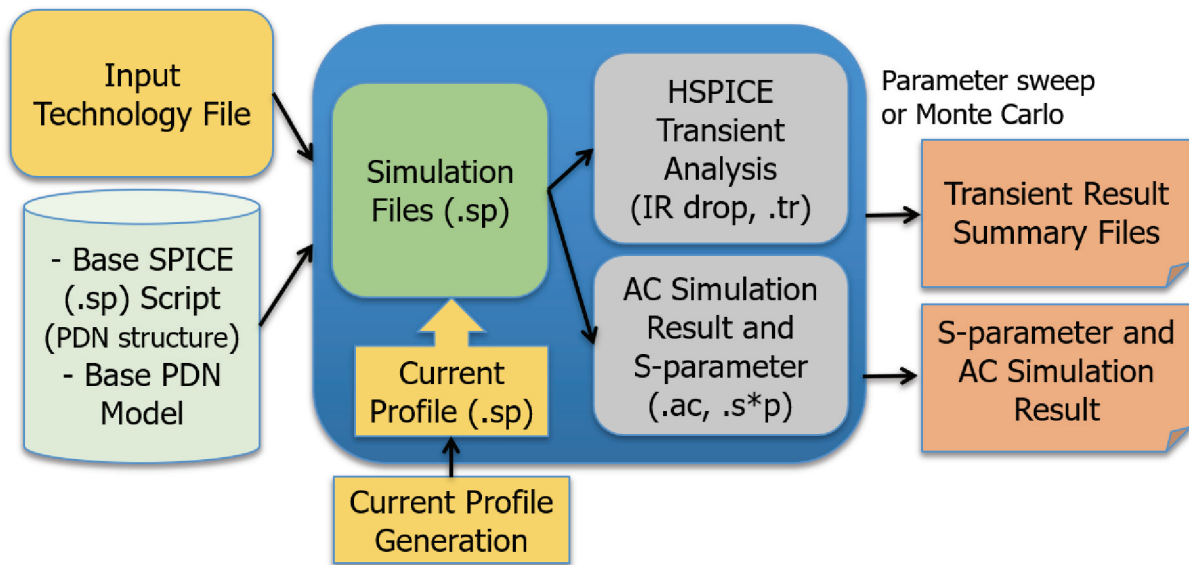 Input
Technology File
- Base SPICE
(.sp) Script
(PDN structure)
- Base PDN
Model
Simulation
Files (.sp)
Current
Profile (.sp)
Current Profile
Generation
HSPICE
Transient
Analysis
(IR drop, .tr)
AC Simulation
Result and
S-parameter
(.ac, .s*p)
Parameter sweep
or Monte Carlo
Transient Result
Summary Files
S-parameter and
AC Simulation
Result